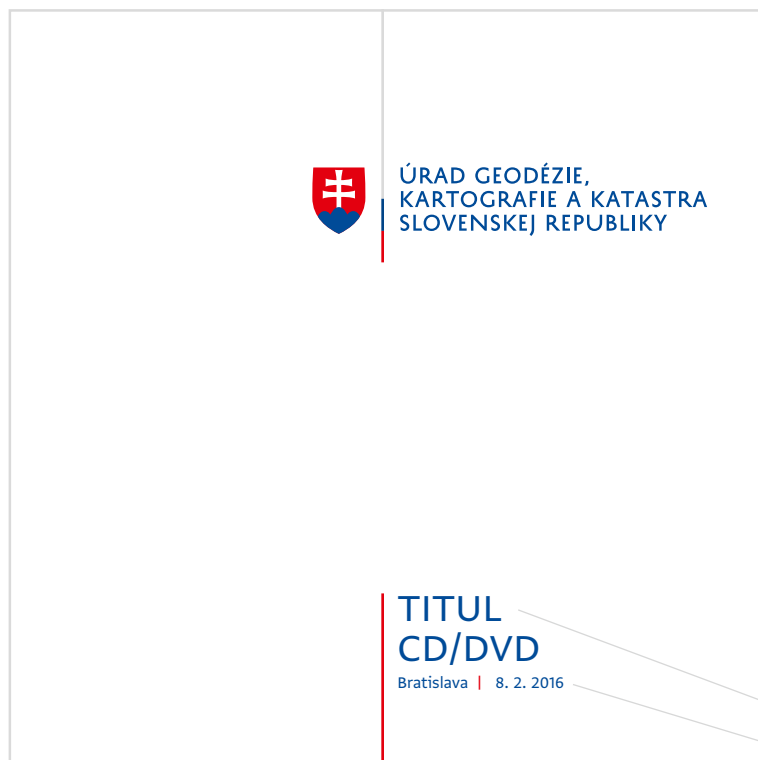 ÚRAD GEODÉZIE,
KARTOGRAFIE A KATASTRA
SLOVENSKEJ REPUBLIKY
TITUL
CD/DVD
Bratislava | 8. 2. 2016